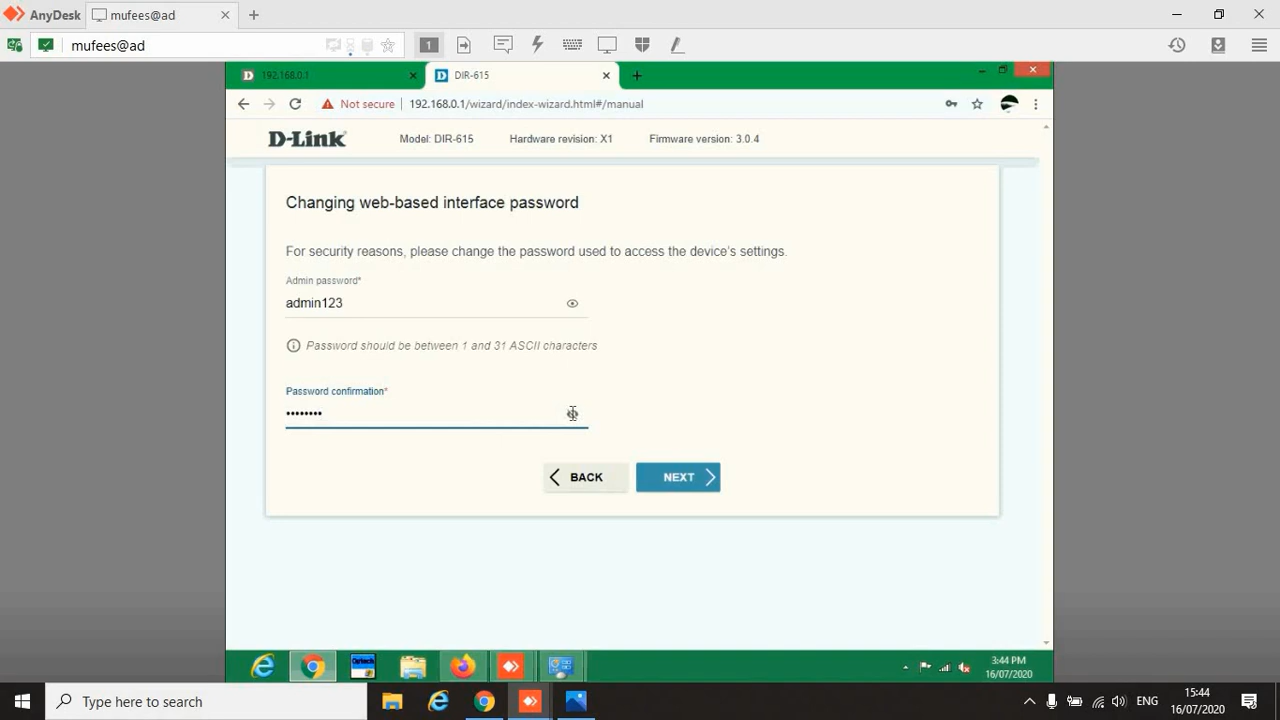 AnyDesk
mufees@ad
mufees@ad
1
192.168.0.1
DIR-615
Not secure
192.168.0.1/wizard/index-wizard.html#/manual
D-Link
Model: DIR-615
Hardware revision: X1
Firmware version: 3.0.4
Changing web-based interface password
For security reasons, please change the password used to access the device's settings.
Admin password*
admin123
Password should be between 1 and 31 ASCII characters
Password confirmation*
••••••••
BACK
NEXT
3:44 PM
16/07/2020
Type here to search
ENG
15:44
16/07/2020